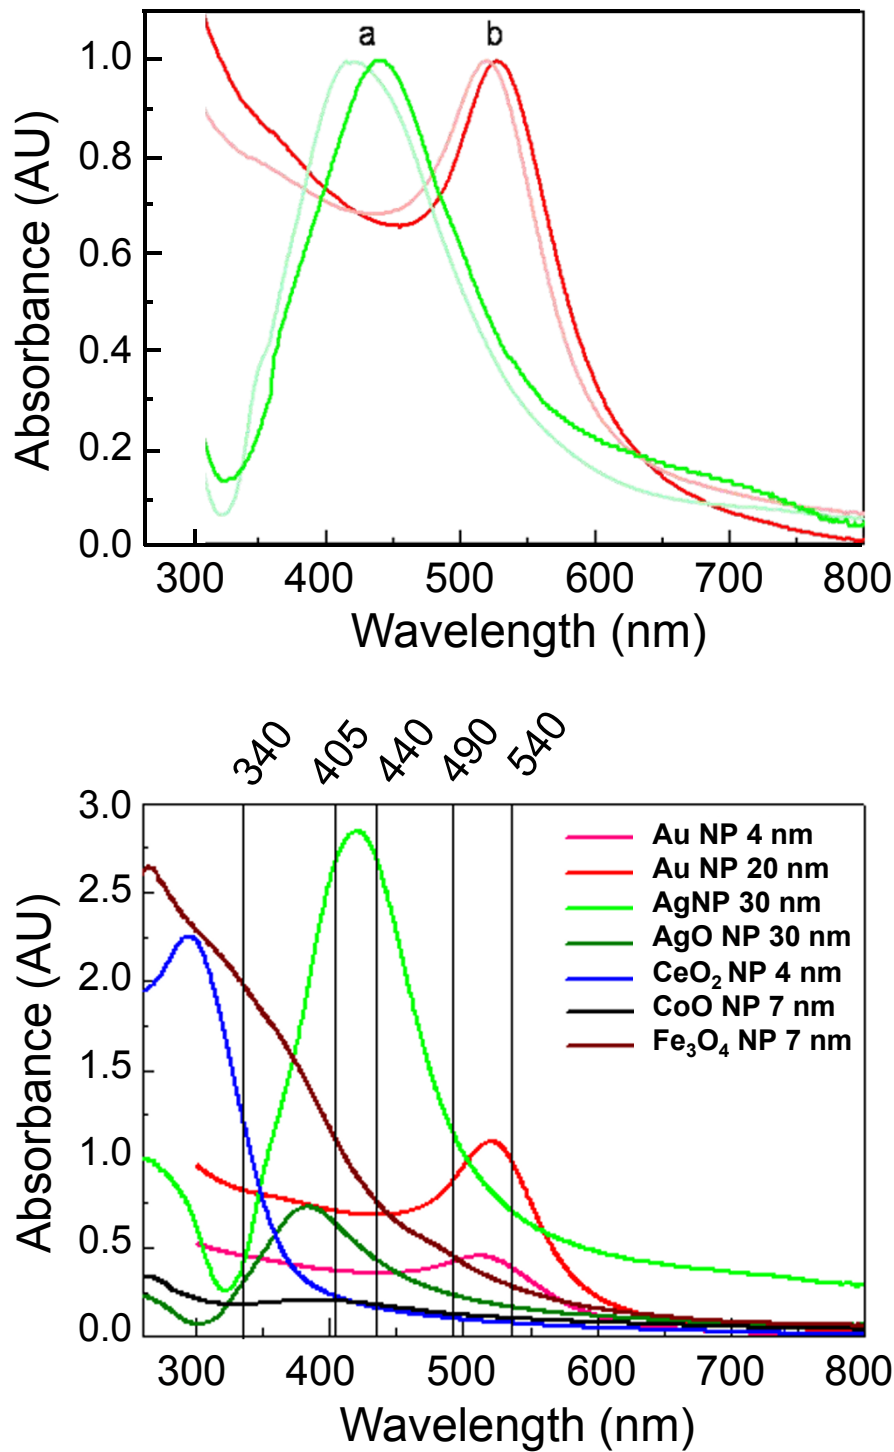 a b
Absorbance (AU)
1.0
0.8
0.6
0.4
0.2
0.0
300 400 500 600 700 800
Wavelength (nm)
340 405 440 490 540
Absorbance (AU)
3.0
2.5
2.0
1.5
1.0
0.5
0.0
Au NP 4 nm
Au NP 20 nm
AgNP 30 nm
AgO NP 30 nm
CeO₂ NP 4 nm
CoO NP 7 nm
Fe₃O₄ NP 7 nm
300 400 500 600 700 800
Wavelength (nm)